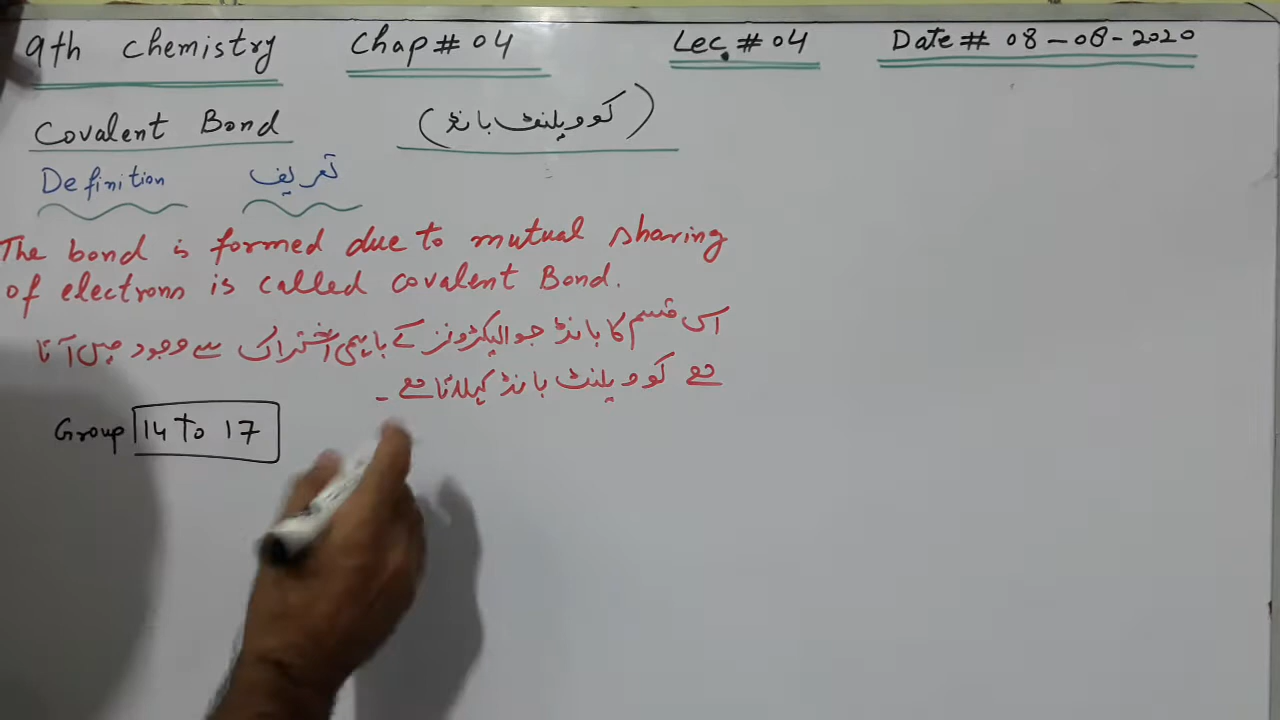 9th Chemistry Chap# 04 Lec.# 04 Date# 08-08-2020
Covalent Bond (کوویلنٹ بانڈ)
Definition تعریف
The bond is formed due to mutual sharing
of electrons is called covalent Bond.
اس قسم کا بانڈ جو الیکڑونز کے باہمی اشتراک سے وجود میں آتا
ہے کوویلنٹ بانڈ کہلاتا ہے ۔
Group 14 to 17